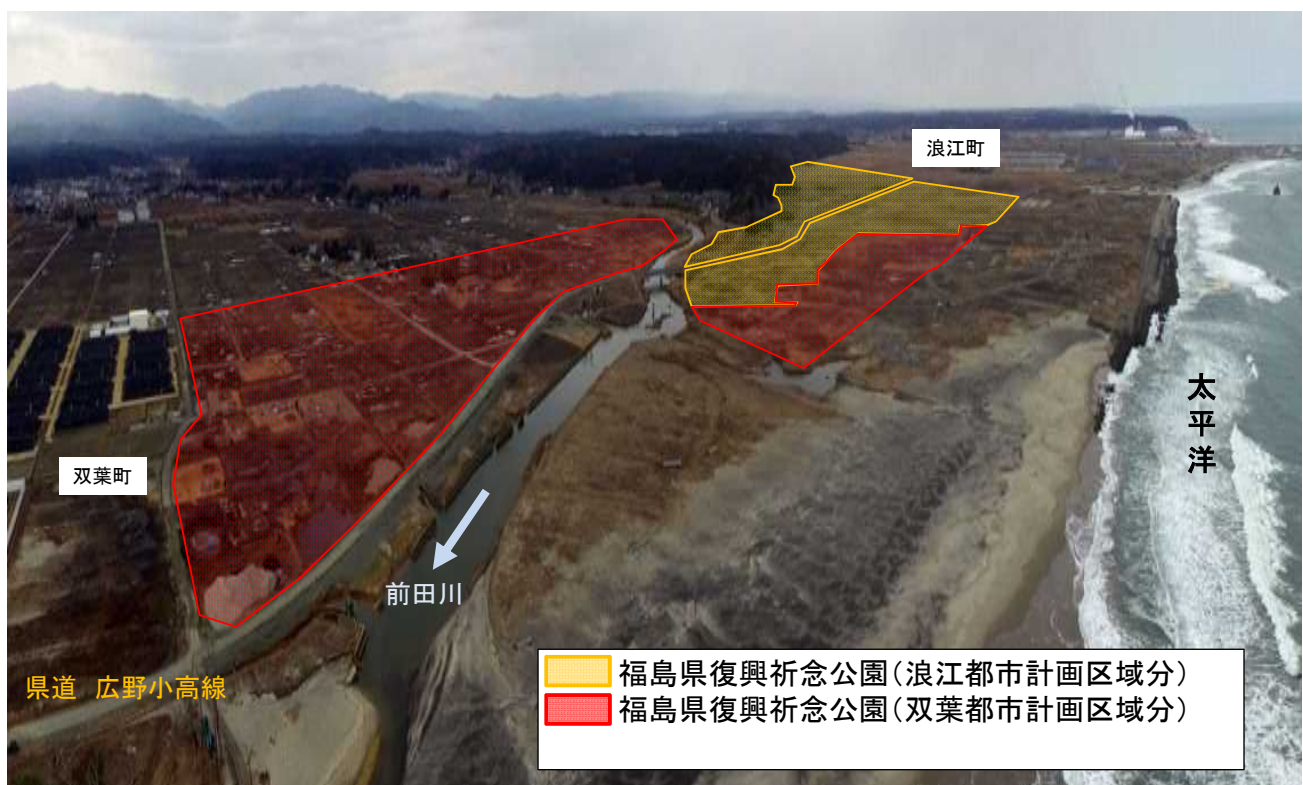 浪江町
太平洋
双葉町
前田川
県道 広野小高線
福島県復興祈念公園(浪江都市計画区域分)
福島県復興祈念公園(双葉都市計画区域分)